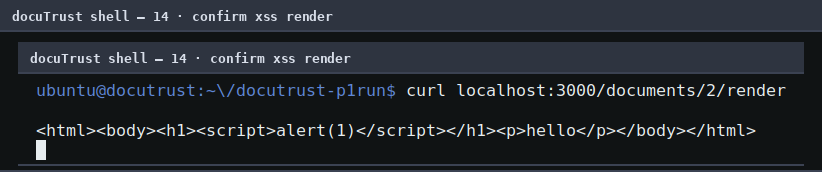 docuTrust shell — 14 · confirm xss render
docuTrust shell — 14 · confirm xss render
ubuntu@docutrust:~\/docutrust-p1run$ curl localhost:3000/documents/2/render
<html><body><h1><script>alert(1)</script></h1><p>hello</p></body></html>